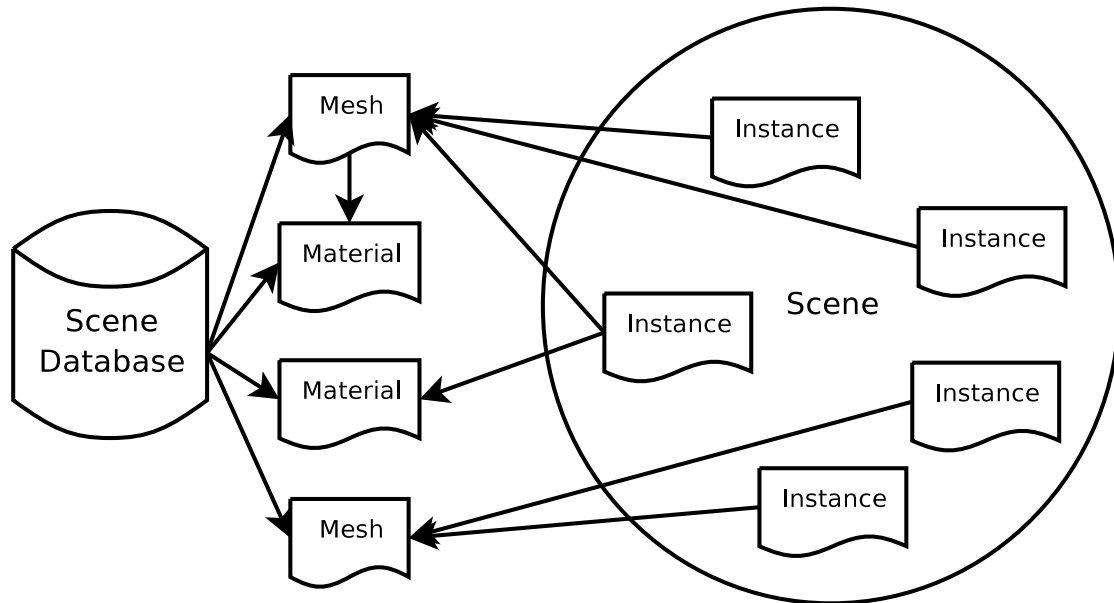 Mesh
Material
Scene
Database
Material
Mesh
Instance
Instance
Instance
Scene
Instance
Instance